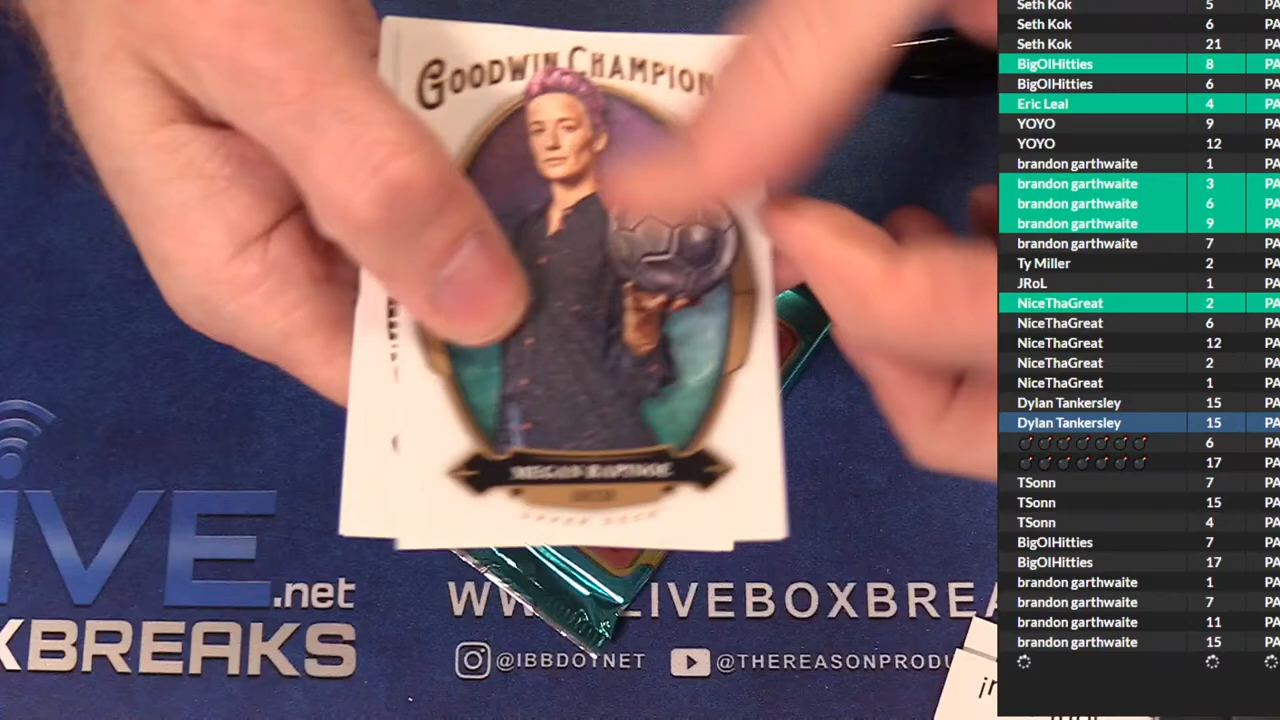 GOODWIN CHAMPION
MEGAN RAPINOE
UPPER DECK
iVE
.net
XBREAKS
WW
LIVEBOXBREA
@IBBDOTNET
@THEREASONPRODU
Seth Kok 5 PA
Seth Kok 6 PA
Seth Kok 21 PA
BigOlHitties 8 PA
BigOlHitties 6 PA
Eric Leal 4 PA
YOYO 9 PA
YOYO 12 PA
brandon garthwaite 1 PA
brandon garthwaite 3 PA
brandon garthwaite 6 PA
brandon garthwaite 9 PA
brandon garthwaite 7 PA
Ty Miller 2 PA
JRoL 1 PA
NiceThaGreat 2 PA
NiceThaGreat 6 PA
NiceThaGreat 12 PA
NiceThaGreat 2 PA
NiceThaGreat 1 PA
Dylan Tankersley 15 PA
Dylan Tankersley 15 PA
💣💣💣💣💣💣💣 6 PA
💣💣💣💣💣💣💣 17 PA
TSonn 7 PA
TSonn 15 PA
TSonn 4 PA
BigOlHitties 7 PA
BigOlHitties 17 PA
brandon garthwaite 1 PA
brandon garthwaite 7 PA
brandon garthwaite 11 PA
brandon garthwaite 15 PA